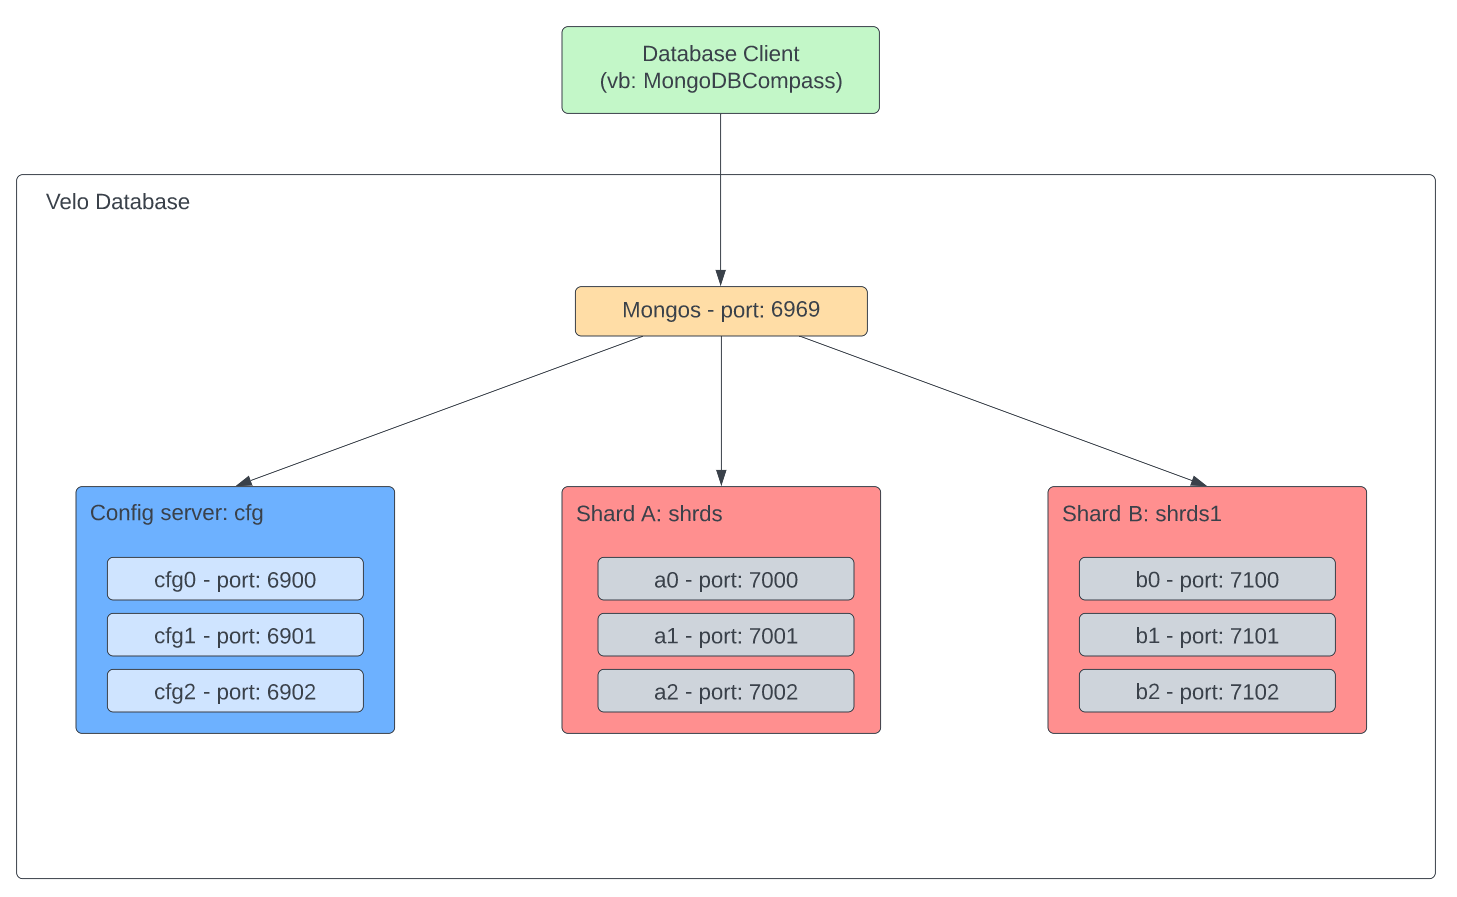 Database Client
(vb: MongoDBCompass)
Velo Database
Mongos - port: 6969
Config server: cfg
cfg0 - port: 6900
cfg1 - port: 6901
cfg2 - port: 6902
Shard A: shrds
a0 - port: 7000
a1 - port: 7001
a2 - port: 7002
Shard B: shrds1
b0 - port: 7100
b1 - port: 7101
b2 - port: 7102